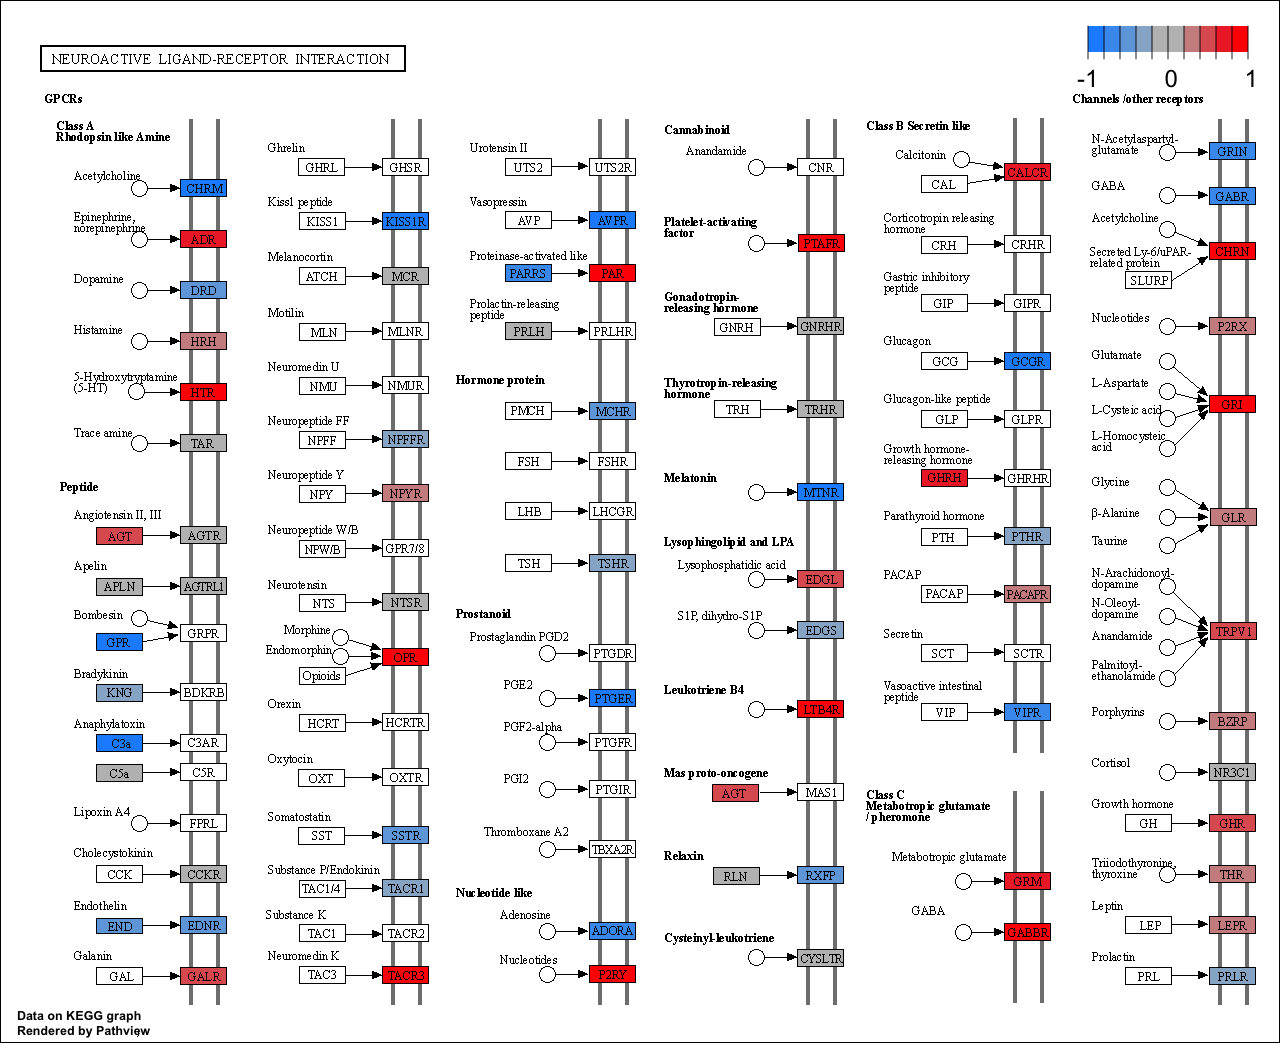 NEUROACTIVE LIGAND-RECEPTOR INTERACTION
-1 0 1
GPCRs
Class A
Rhodopsin like Amine
Acetylcholine
CHRM
Epinephrine,
norepinephrine
ADR
Dopamine
DRD
Histamine
HRH
5-Hydroxytryptamine
(5-HT)
HTR
Trace amine
TAR
Peptide
Angiotensin II, III
AGT AGTR
Apelin
APLN AGTRL1
Bombesin
GPR GRPR
Bradykinin
KNG BDKRB
Anaphylatoxin
C3a C3AR
C5a C5R
Lipoxin A4
FPRL
Cholecystokinin
CCK CCKR
Endothelin
END EDNR
Galanin
GAL GALR
Ghrelin
GHRL GHSR
Kiss1 peptide
KISS1 KISS1R
Melanocortin
ATCH MCR
Motilin
MLN MLNR
Neuromedin U
NMU NMUR
Neuropeptide FF
NPFF NPFFR
Neuropeptide Y
NPY NPYR
Neuropeptide W/B
NPW/B GPR7/8
Neurotensin
NTS NTSR
Morphine
Endomorphin
Opioids
OPR
Orexin
HCRT HCRTR
Oxytocin
OXT OXTR
Somatostatin
SST SSTR
Substance P/Endokinin
TAC1/4 TACR1
Substance K
TAC1 TACR2
Neuromedin K
TAC3 TACR3
Urotensin II
UTS2 UTS2R
Vasopressin
AVP AVPR
Proteinase-activated like
PARRS PAR
Prolactin-releasing
peptide
PRLH PRLHR
Hormone protein
PMCH MCHR
FSH FSHR
LHB LHCGR
TSH TSHR
Prostanoid
Prostaglandin PGD2
PTGDR
PGE2
PTGER
PGF2-alpha
PTGFR
PGI2
PTGIR
Thromboxane A2
TBXA2R
Nucleotide like
Adenosine
ADORA
Nucleotides
P2RY
Cannabinoid
Anandamide
CNR
Platelet-activating
factor
PTAFR
Gonadotropin-
releasing hormone
GNRH GNRHR
Thyrotropin-releasing
hormone
TRH TRHR
Melatonin
MTNR
Lysophingolipid and LPA
Lysophosphatidic acid
EDGL
S1P, dihydro-S1P
EDGS
Leukotriene B4
LTB4R
Mas proto-oncogene
AGT MAS1
Relaxin
RLN RXFP
Cysteinyl-leukotriene
CYSLTR
Class B Secretin like
Calcitonin
CAL CALCR
Corticotropin releasing
hormone
CRH CRHR
Gastric inhibitory
peptide
GIP GIPR
Glucagon
GCG GCGR
Glucagon-like peptide
GLP GLPR
Growth hormone-
releasing hormone
GHRH GHRHR
Parathyroid hormone
PTH PTHR
PACAP
PACAP PACAPR
Secretin
SCT SCTR
Vasoactive intestinal
peptide
VIP VIPR
Class C
Metabotropic glutamate
/ pheromone
Metabotropic glutamate
GRM
GABA
GABBR
Channels /other receptors
N-Acetylaspartyl-
glutamate
GRIN
GABA
GABR
Acetylcholine
CHRN
Secreted Ly-6/uPAR-
related protein
SLURP
Nucleotides
P2RX
Glutamate
L-Aspartate
GRI
L-Cysteic acid
L-Homocysteic
acid
Glycine
β-Alanine
GLR
Taurine
N-Arachidonoyl-
dopamine
N-Oleoyl-
dopamine
TRPV1
Anandamide
Palmitoyl-
ethanolamide
Porphyrins
BZRP
Cortisol
NR3C1
Growth hormone
GH GHR
Triiodothyronine,
thyroxine
THR
Leptin
LEP LEPR
Prolactin
PRL PRLR
Data on KEGG graph
Rendered by Pathview